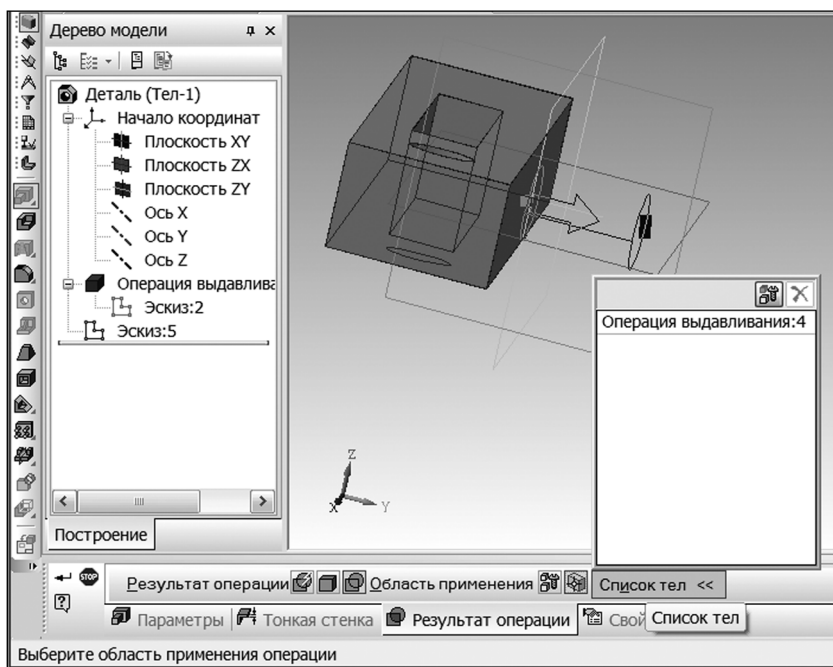 Дерево модели
Деталь (Тел-1)
Начало координат
Плоскость XY
Плоскость ZX
Плоскость ZY
Ось X
Ось Y
Ось Z
Операция выдавлива
Эскиз:2
Эскиз:5
Построение
Z
X
Y
Операция выдавливания:4
STOP
Результат операции
Область применения
Список тел <<
Параметры
Тонкая стенка
Результат операции
Свой
Список тел
Выберите область применения операции